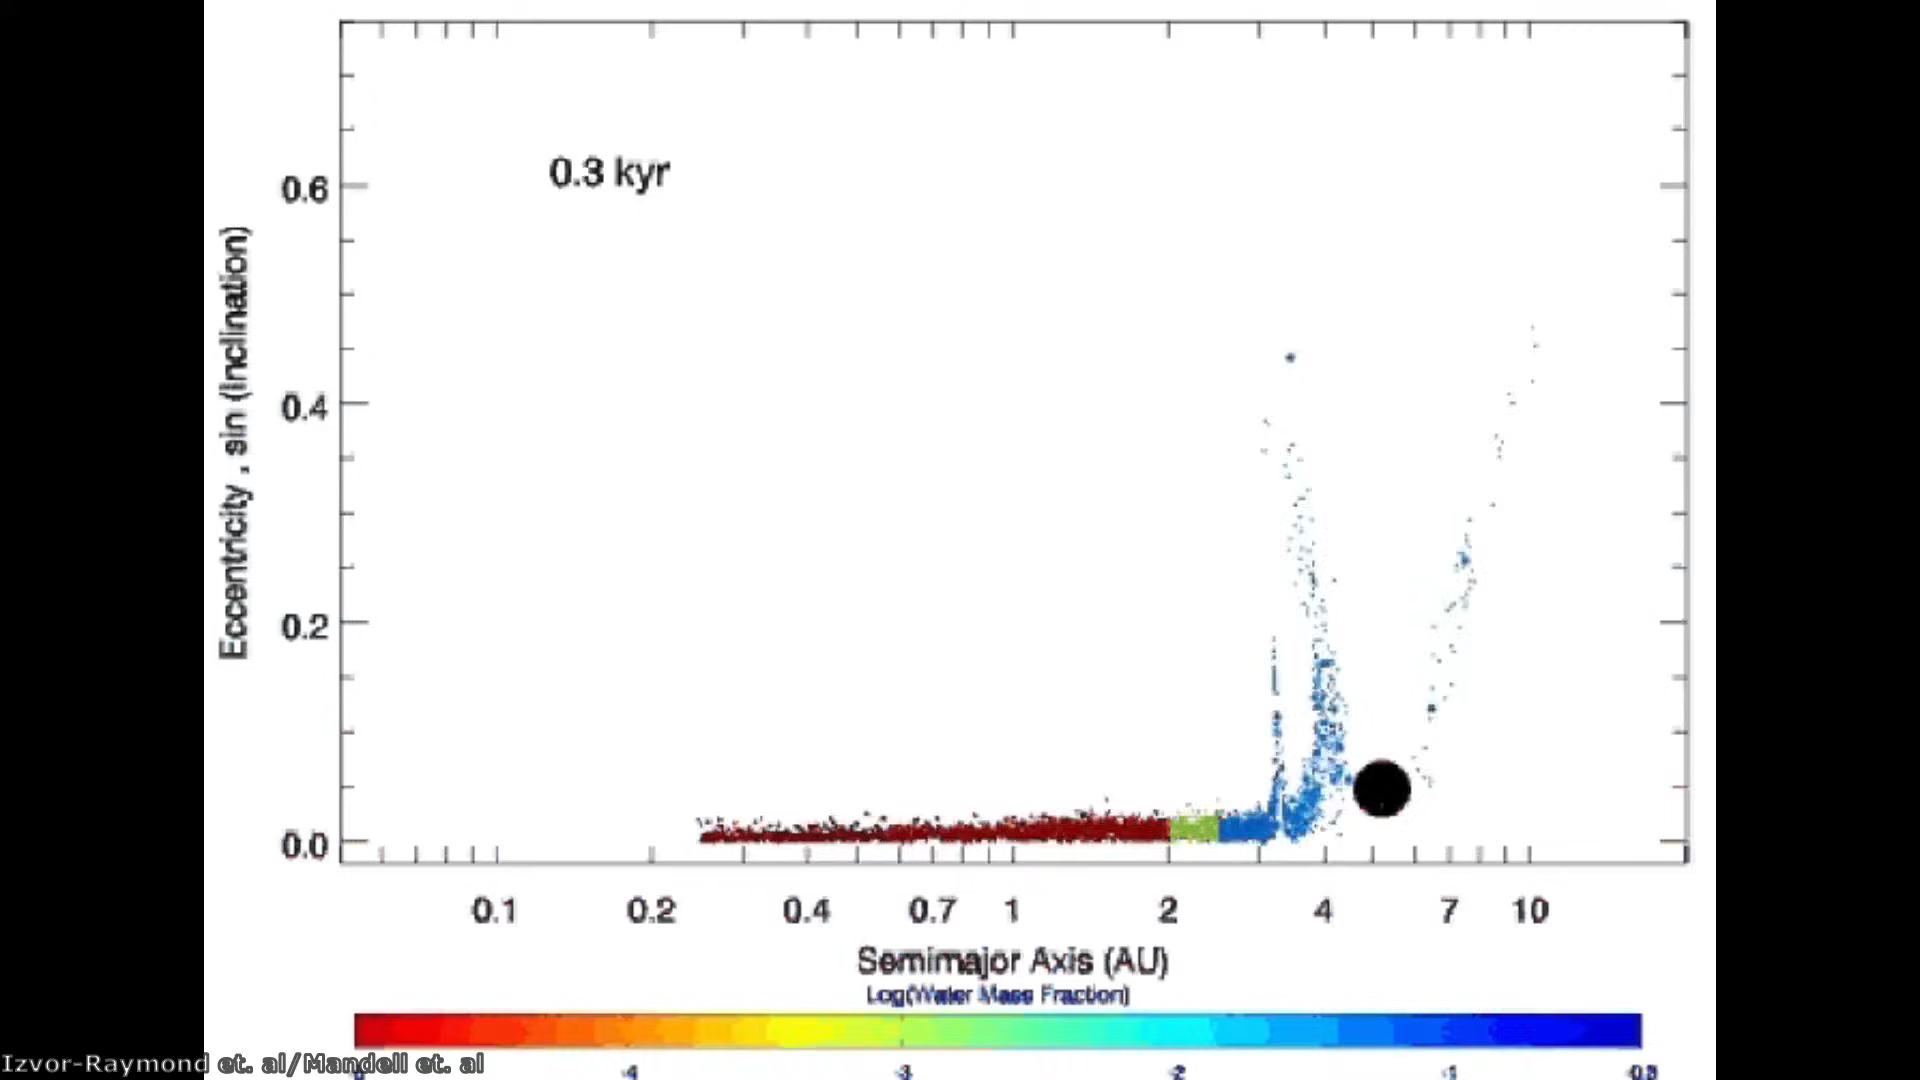 0.3 kyr
0.6
0.4
0.2
0.0
Eccentricity , sin (Inclination)
0.1 0.2 0.4 0.7 1 2 4 7 10
Semimajor Axis (AU)
Log(Water Mass Fraction)
Izvor-Raymond et. al/Mandell et. al
-4 -3 -2 -1